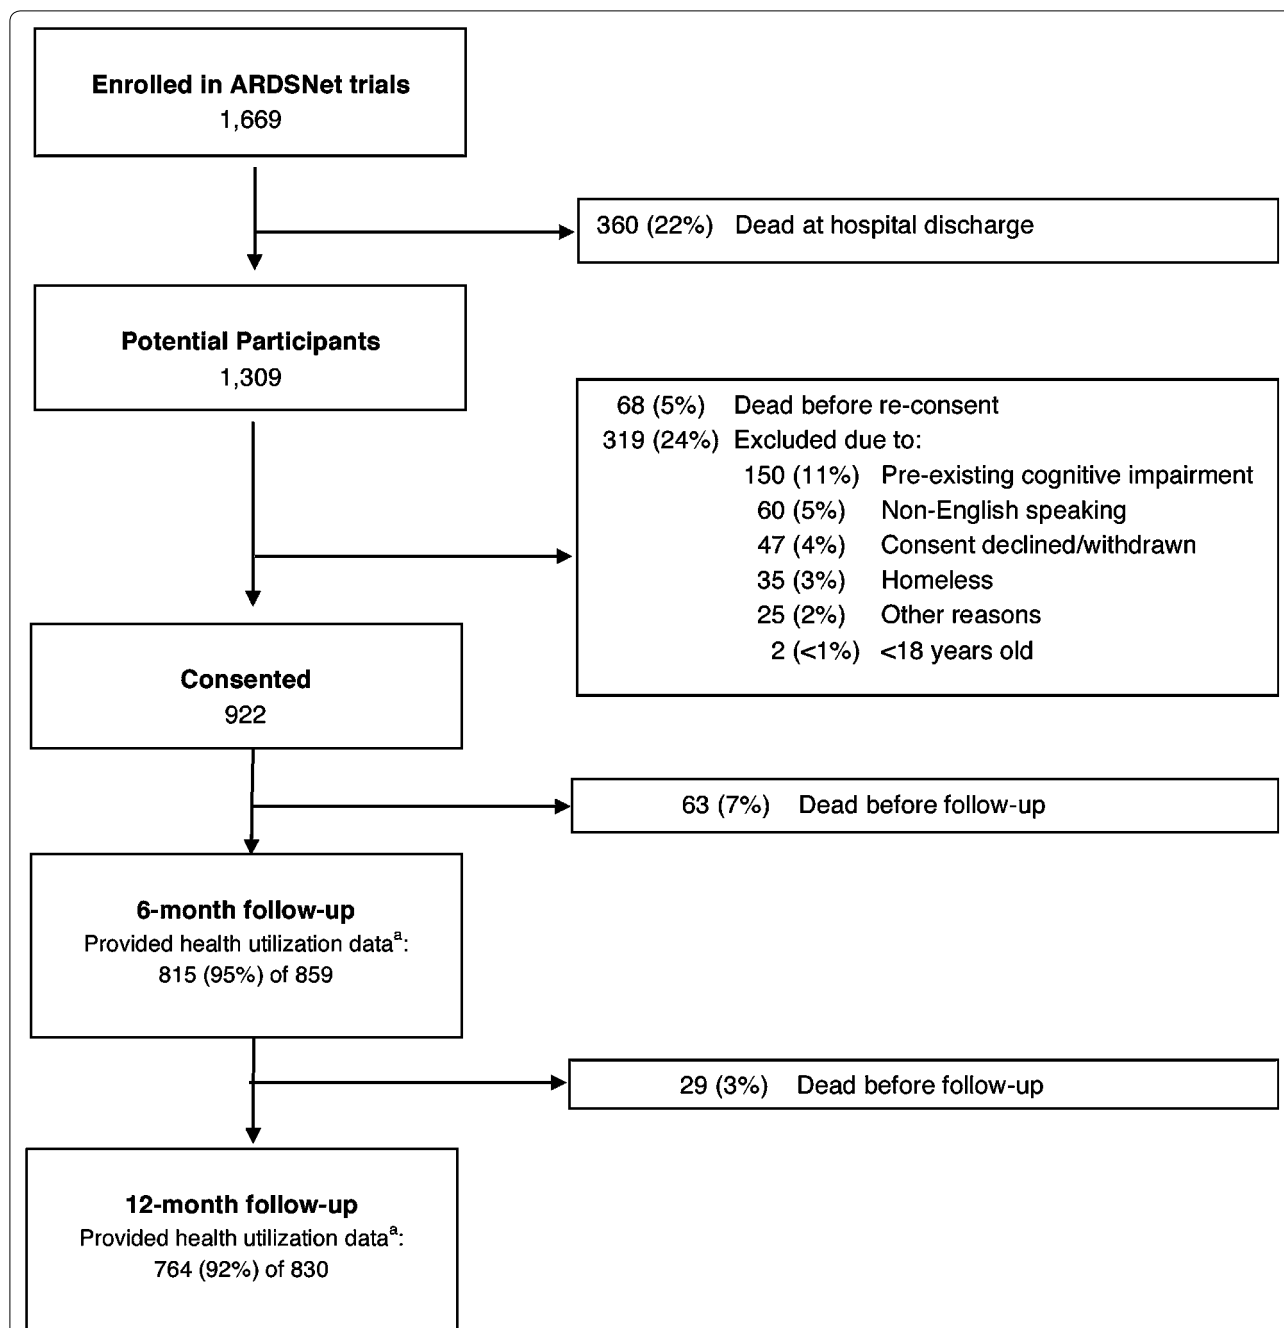 Enrolled in ARDSNet trials
1,669
360 (22%) Dead at hospital discharge
Potential Participants
1,309
68 (5%) Dead before re-consent
319 (24%) Excluded due to:
150 (11%) Pre-existing cognitive impairment
60 (5%) Non-English speaking
47 (4%) Consent declined/withdrawn
35 (3%) Homeless
25 (2%) Other reasons
2 (<1%) <18 years old
Consented
922
63 (7%) Dead before follow-up
6-month follow-up
Provided health utilization dataᵃ:
815 (95%) of 859
29 (3%) Dead before follow-up
12-month follow-up
Provided health utilization dataᵃ:
764 (92%) of 830